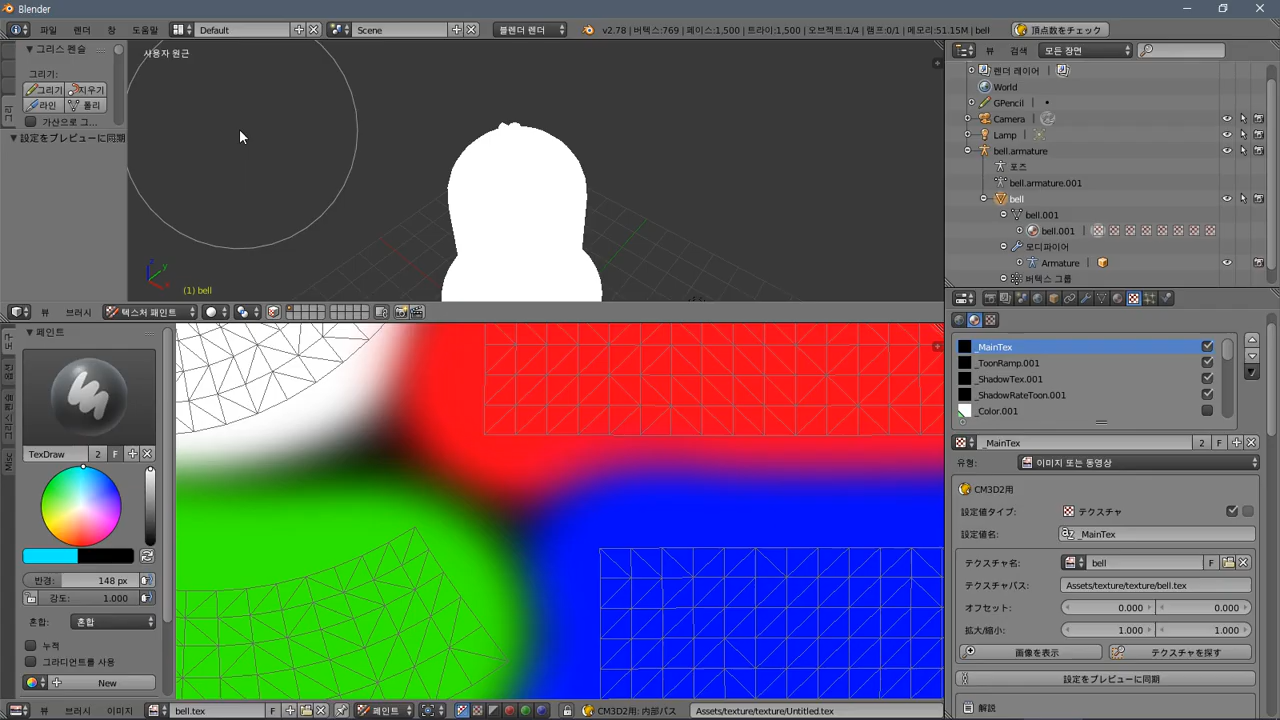 Blender
파일 렌더 창 도움말 Default Scene 블렌더 렌더 v2.78 | 버텍스:769 | 페이스:1,500 | 트라이:1,500 | 오브젝트:1/4 | 램프:0/1 | 메모리:51.15M | bell 頂点数をチェック
그리스 펜슬
그리기:
그리기 지우기
라인 폴리
가산으로 그...
設定をプレビューに同期
사용자 원근
(1) bell
뷰 브러시 텍스처 페인트
뷰 검색 모든 장면
렌더 레이어
World
GPencil
Camera
Lamp
bell.armature
포즈
bell.armature.001
bell
bell.001
bell.001
모디파이어
Armature
버텍스 그룹
페인트
그리스 펜슬
Misc
TexDraw 2 F
반경: 148 px
강도: 1.000
혼합: 혼합
누적
그라디언트를 사용
New
뷰 브러시 이미지 bell.tex F 페인트 CM3D2用: 内部パス Assets/texture/texture/Untitled.tex
_MainTex
_ToonRamp.001
_ShadowTex.001
_ShadowRateToon.001
_Color.001
_MainTex 2 F
유형: 이미지 또는 동영상
CM3D2用
設定値タイプ: テクスチャ
設定値名: _MainTex
テクスチャ名: bell F
テクスチャパス: Assets/texture/texture/bell.tex
オフセット: 0.000 0.000
拡大/縮小: 1.000 1.000
画像を表示 テクスチャを探す
設定をプレビューに同期
解説